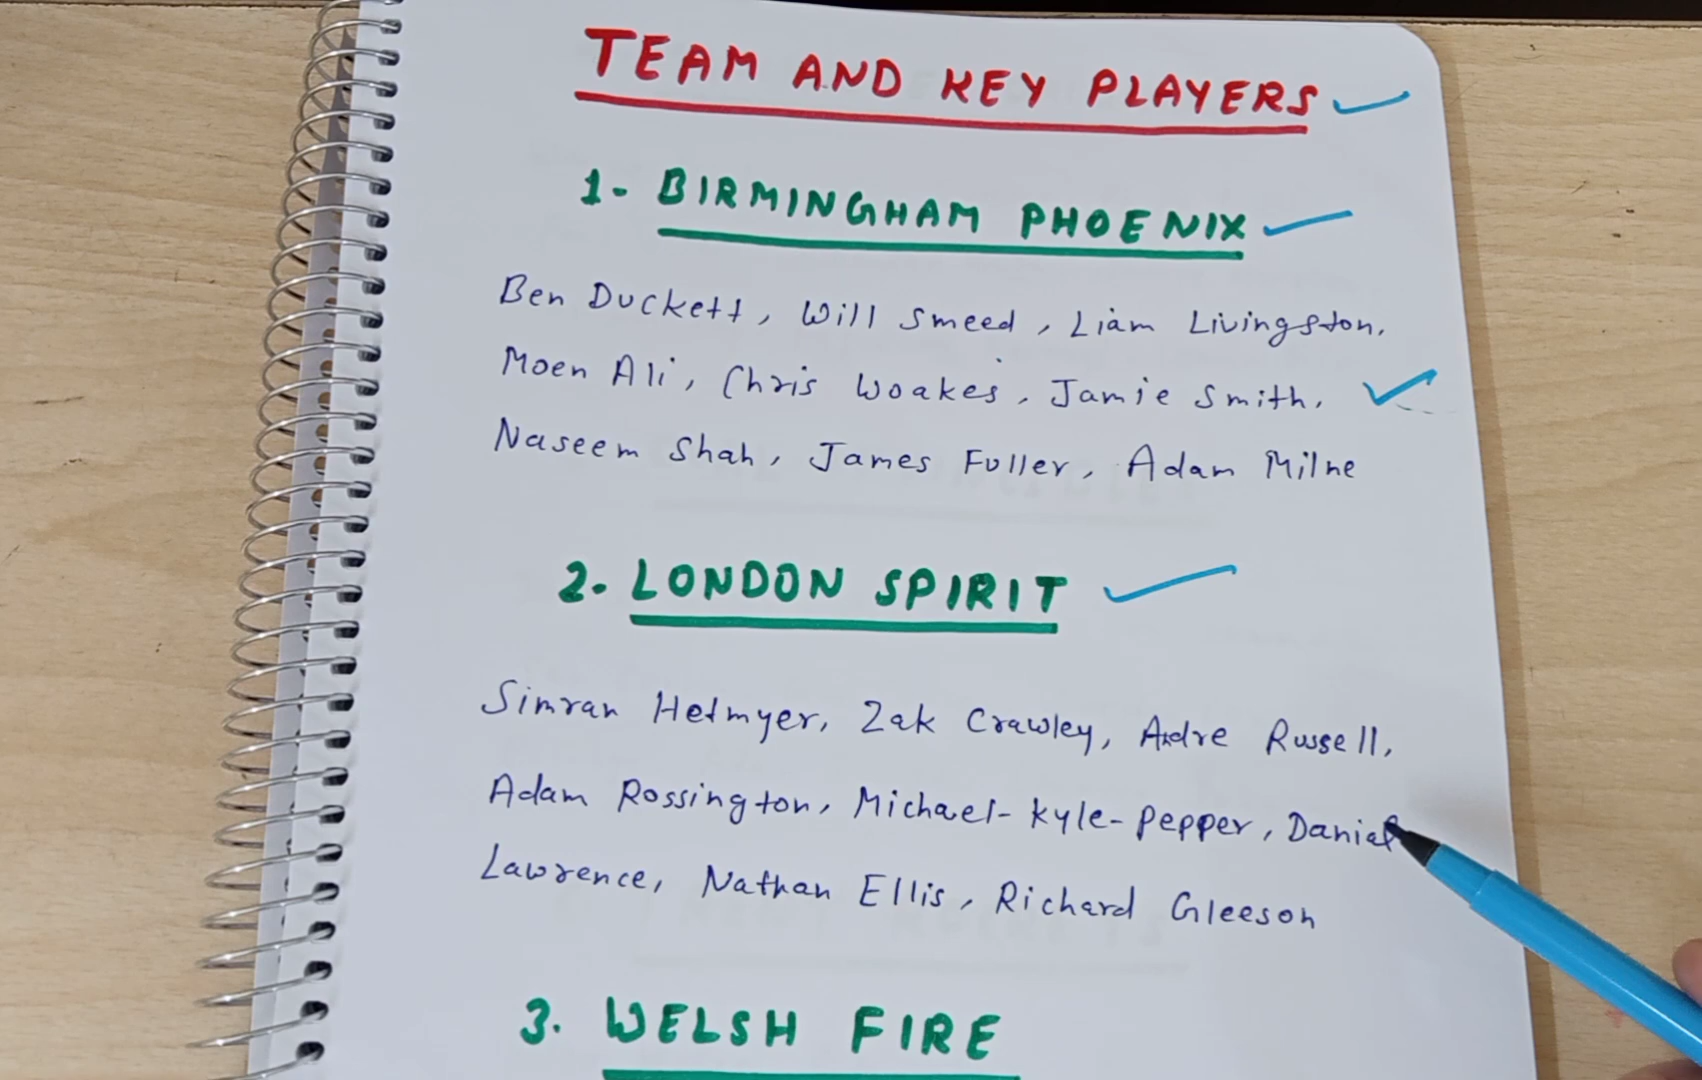 TEAM AND KEY PLAYERS
1- BIRMINGHAM PHOENIX
Ben Duckett, Will Smeed, Liam Livingston,
Moen Ali, Chris Woakes, Jamie Smith,
Naseem Shah, James Fuller, Adam Milne
2. LONDON SPIRIT
Simran Hetmyer, Zak Crawley, Andre Russell,
Adam Rossington, Michael-Kyle-Pepper, Danial
Lawrence, Nathan Ellis, Richard Gleeson
3. WELSH FIRE